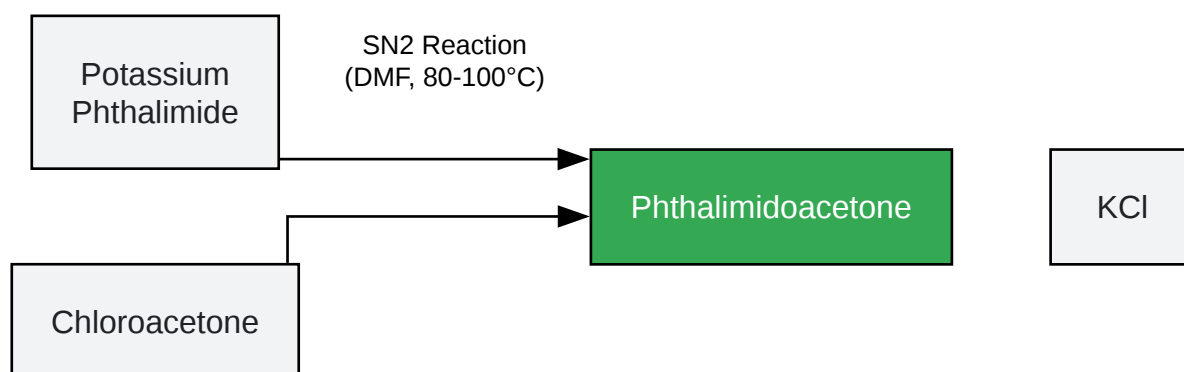 Potassium
Phthalimide
SN2 Reaction
(DMF, 80-100°C)
Phthalimidoacetone
KCl
Chloroacetone